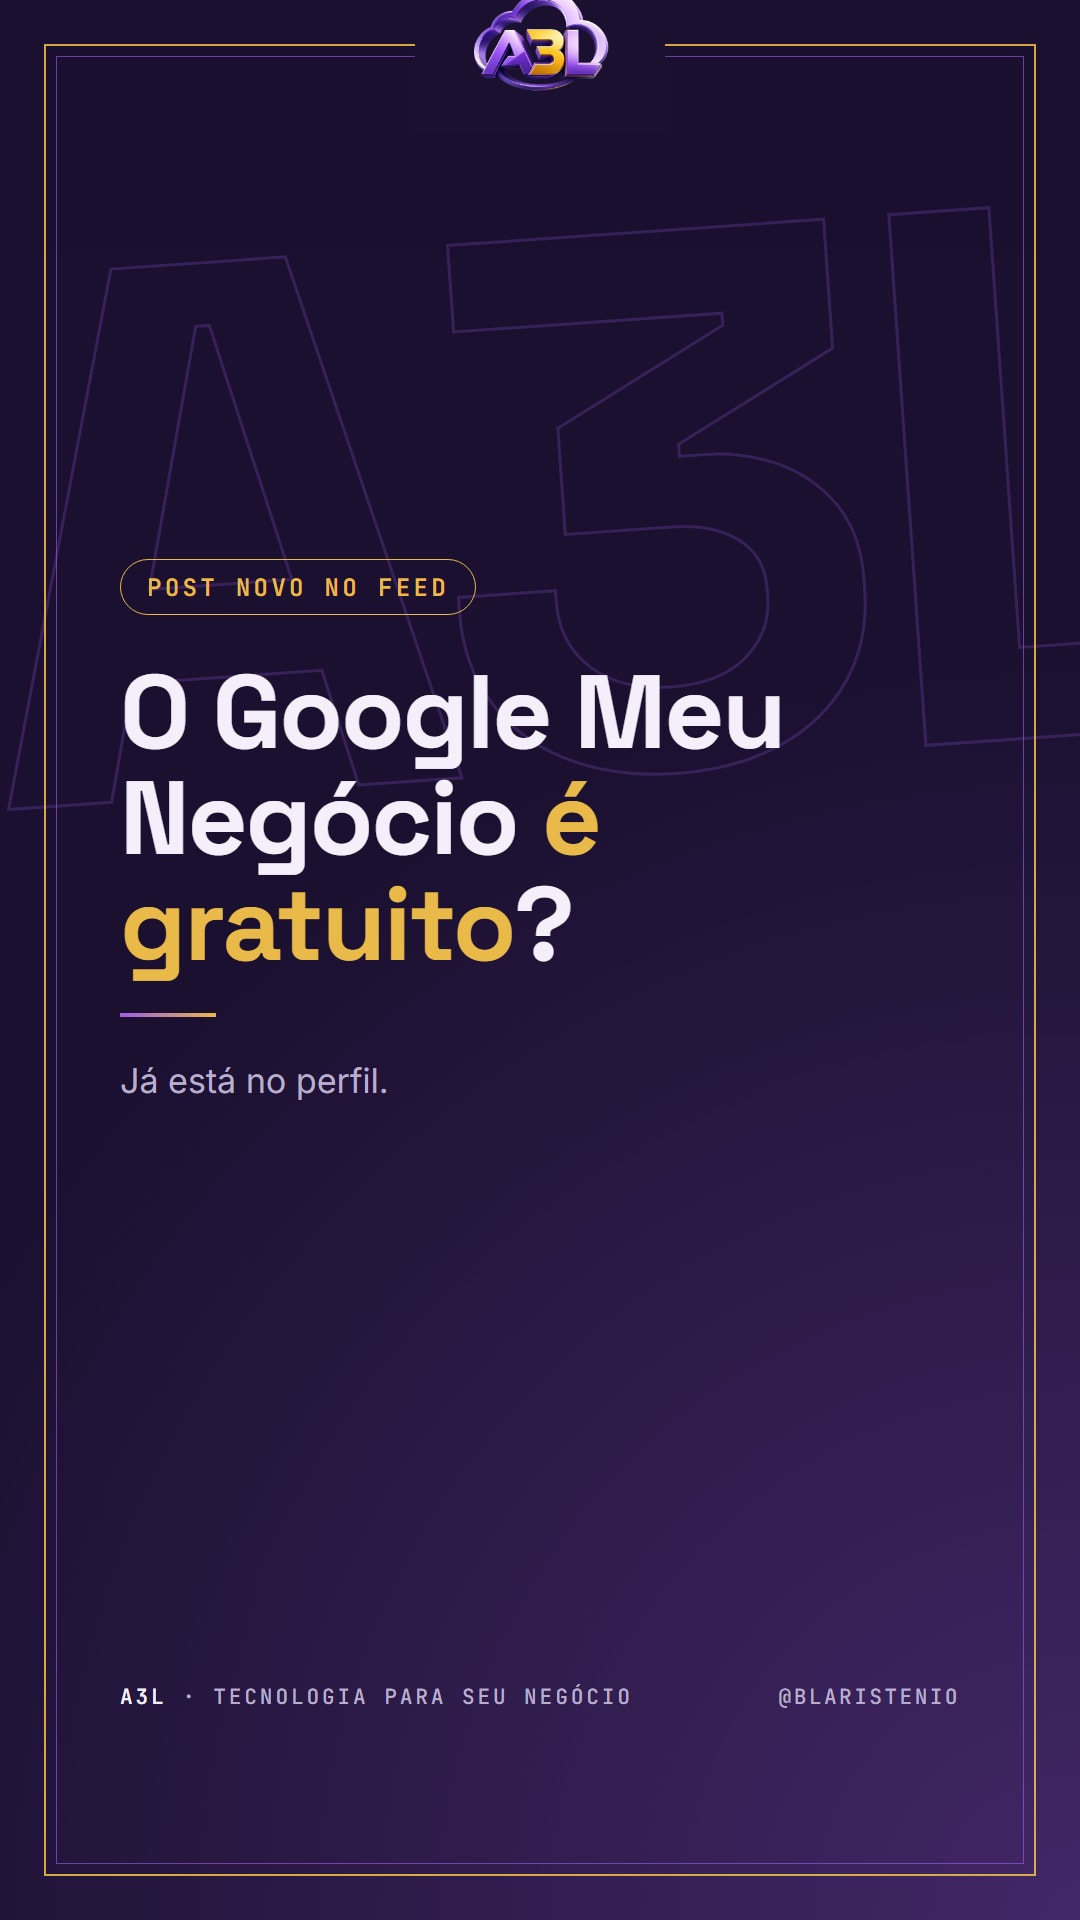 A3L
A3L
POST NOVO NO FEED
O Google Meu
Negócio é
gratuito?
Já está no perfil.
A3L · TECNOLOGIA PARA SEU NEGÓCIO @BLARISTENIO